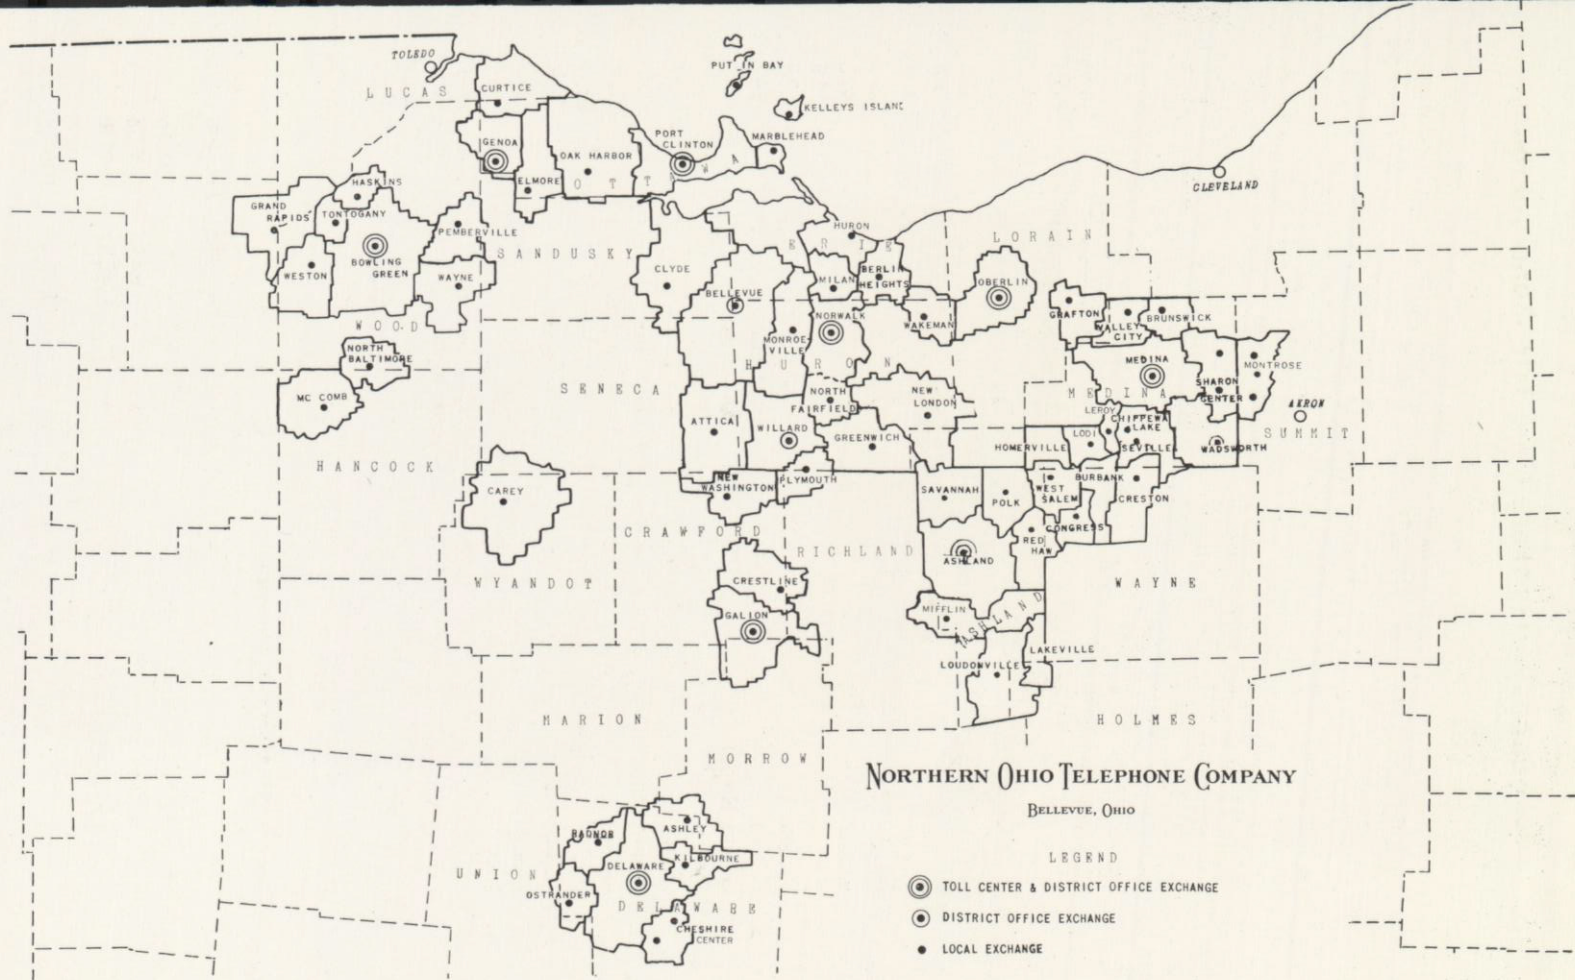 TOLEDO
LUCAS
CURTICE
PUT IN BAY
KELLEYS ISLAND
GENOA
PORT
CLINTON
MARBLEHEAD
OAK HARBOR
ELMORE
OTTAWA
CLEVELAND
HASKINS
GRAND
RAPIDS
TONTOGANY
PEMBERVILLE
BOWLING
GREEN
WESTON
WAYNE
WOOD
SANDUSKY
CLYDE
BELLEVUE
HURON
ERIE
BERLIN
HEIGHTS
MILAN
LORAIN
OBERLIN
NORWALK
WAKEMAN
MONROE-
VILLE
HURON
GRAFTON
VALLEY
CITY
BRUNSWICK
MEDINA
MEDINA
SHARON
CENTER
MONTROSE
AKRON
SUMMIT
NORTH
BALTIMORE
MC COMB
HANCOCK
SENECA
ATTICA
WILLARD
NORTH
FAIRFIELD
NEW
LONDON
GREENWICH
LEROY
CHIPPEWA
LAKE
LODI
SEVILLE
WADSWORTH
HOMERVILLE
CAREY
NEW
WASHINGTON
PLYMOUTH
SAVANNAH
POLK
WEST
SALEM
BURBANK
CRESTON
CONGRESS
RED
HAW
CRAWFORD
RICHLAND
ASHLAND
WYANDOT
CRESTLINE
GALION
MIFFLIN
ASHLAND
WAYNE
LOUDONVILLE
LAKEVILLE
MARION
MORROW
HOLMES
NORTHERN OHIO TELEPHONE COMPANY
BELLEVUE, OHIO
UNION
RADNOR
ASHLEY
DELAWARE
KILBOURNE
OSTRANDER
DELAWARE
CHESHIRE
CENTER
LEGEND
TOLL CENTER & DISTRICT OFFICE EXCHANGE
DISTRICT OFFICE EXCHANGE
LOCAL EXCHANGE